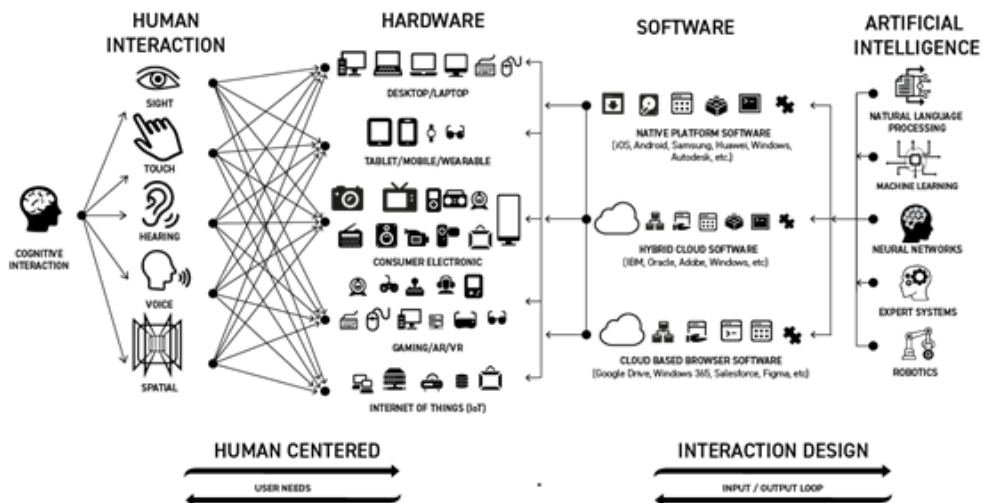 HUMAN
INTERACTION
HARDWARE
SOFTWARE
ARTIFICIAL
INTELLIGENCE
COGNITIVE
INTERACTION
SIGHT
TOUCH
HEARING
VOICE
SPATIAL
DESKTOP/LAPTOP
TABLET/MOBILE/WEARABLE
CONSUMER ELECTRONIC
GAMING/AR/VR
INTERNET OF THINGS (IoT)
NATIVE PLATFORM SOFTWARE
(iOS, Android, Samsung, Huawei, Windows,
Autodesk, etc.)
HYBRID CLOUD SOFTWARE
(IBM, Oracle, Adobe, Windows, etc)
CLOUD BASED BROWSER SOFTWARE
(Google Drive, Windows 365, Salesforce, Figma, etc)
NATURAL LANGUAGE
PROCESSING
MACHINE LEARNING
NEURAL NETWORKS
EXPERT SYSTEMS
ROBOTICS
HUMAN CENTERED
USER NEEDS
INTERACTION DESIGN
INPUT / OUTPUT LOOP